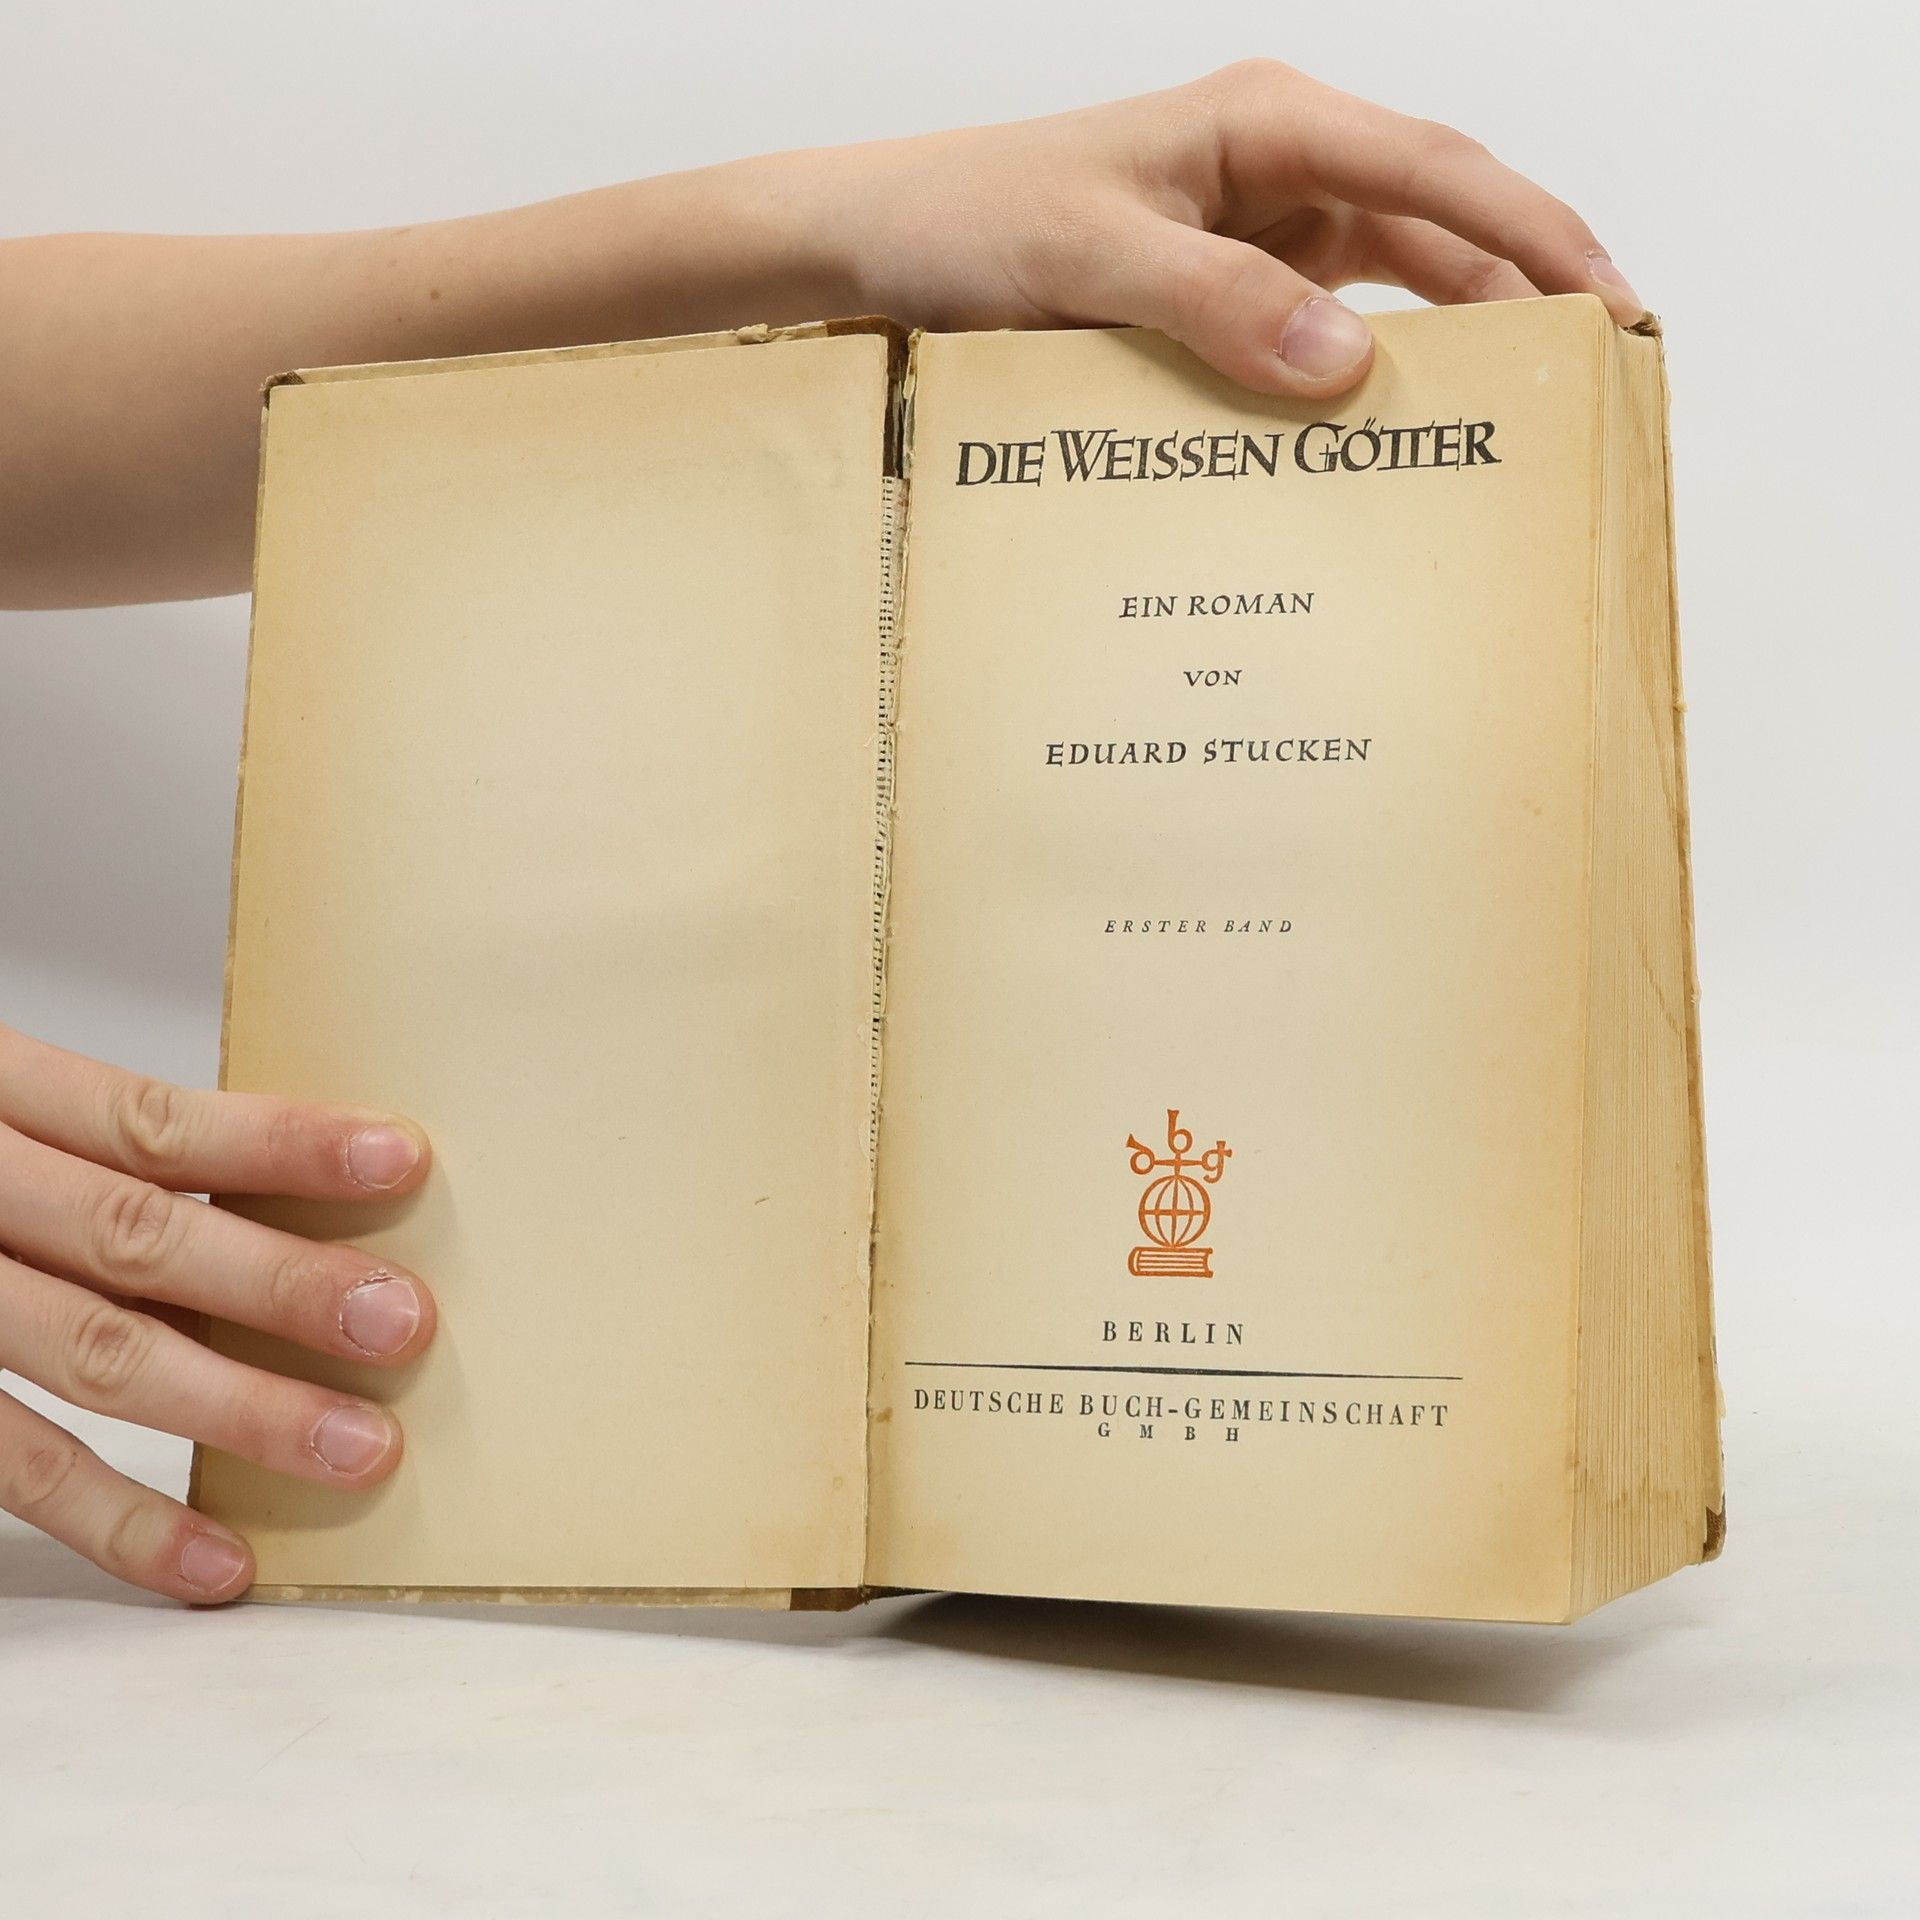 DIE WEISSEN GÖTTER
EIN ROMAN
VON
EDUARD STUCKEN
ERSTER BAND
dbg
BERLIN
DEUTSCHE BUCH-GEMEINSCHAFT
GMBH